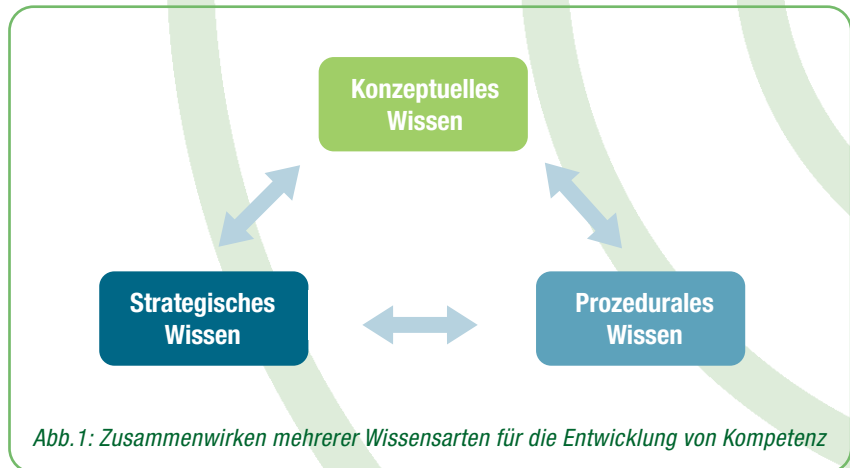 Konzeptuelles
Wissen
Strategisches
Wissen
Prozedurales
Wissen
Abb.1: Zusammenwirken mehrerer Wissensarten für die Entwicklung von Kompetenz